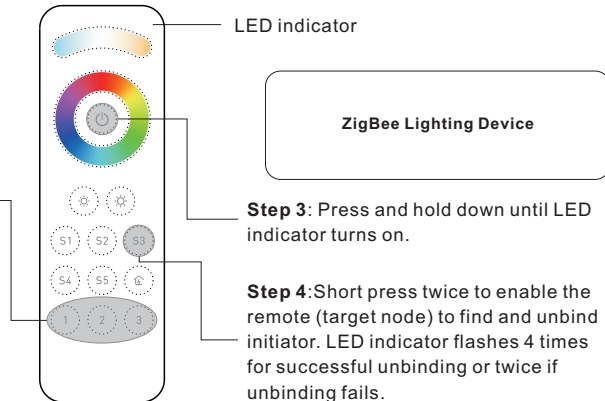 LED indicator
ZigBee Lighting Device
Step 3: Press and hold down until LED
indicator turns on.
S1 S2 S3
S4 S5
1 2 3
Step 4:Short press twice to enable the
remote (target node) to find and unbind
initiator. LED indicator flashes 4 times
for successful unbinding or twice if
unbinding fails.